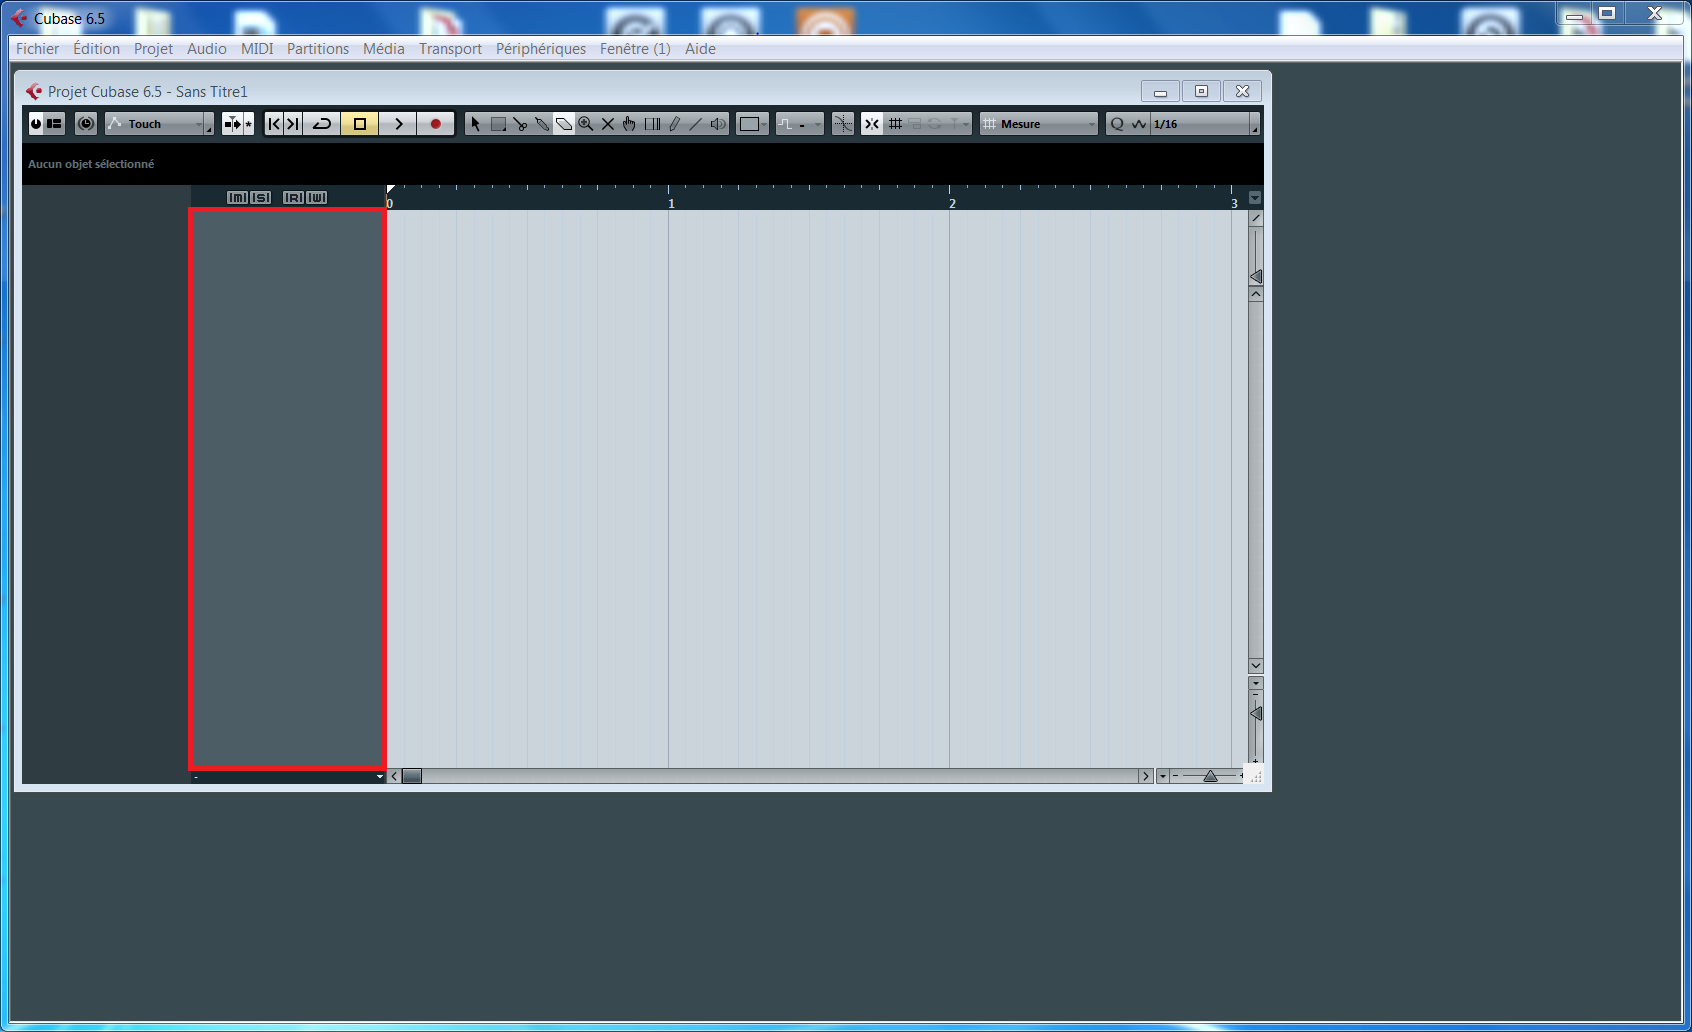 Cubase 6.5
Fichier Édition Projet Audio MIDI Partitions Média Transport Périphériques Fenêtre (1) Aide
Projet Cubase 6.5 - Sans Titre1
Touch Mesure Q 1/16
Aucun objet sélectionné
M S R W
0 1 2 3